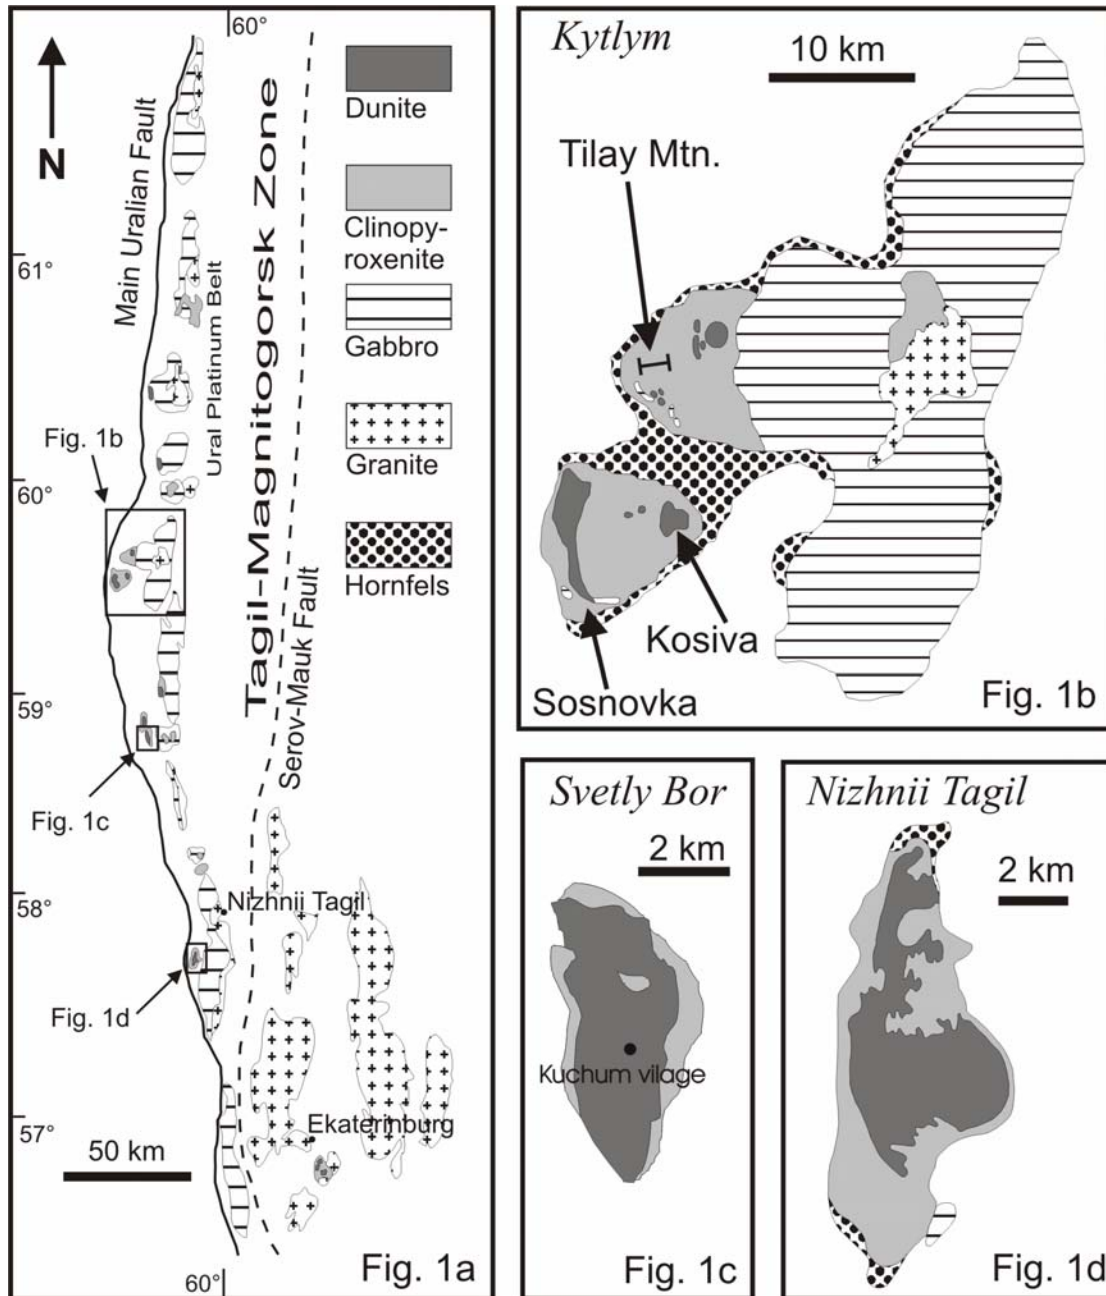 60°
N
Main Uralian Fault
Ural Platinum Belt
Tagil-Magnitogorsk Zone
Serov-Mauk Fault
Dunite
Clinopy-
roxenite
Gabbro
Granite
Hornfels
61°
Fig. 1b
60°
59°
Fig. 1c
58°
Nizhnii Tagil
Fig. 1d
57°
Ekaterinburg
50 km
60°
Fig. 1a
Kytlym
10 km
Tilay Mtn.
Kosiva
Sosnovka
Fig. 1b
Svetly Bor
2 km
Kuchum vilage
Fig. 1c
Nizhnii Tagil
2 km
Fig. 1d